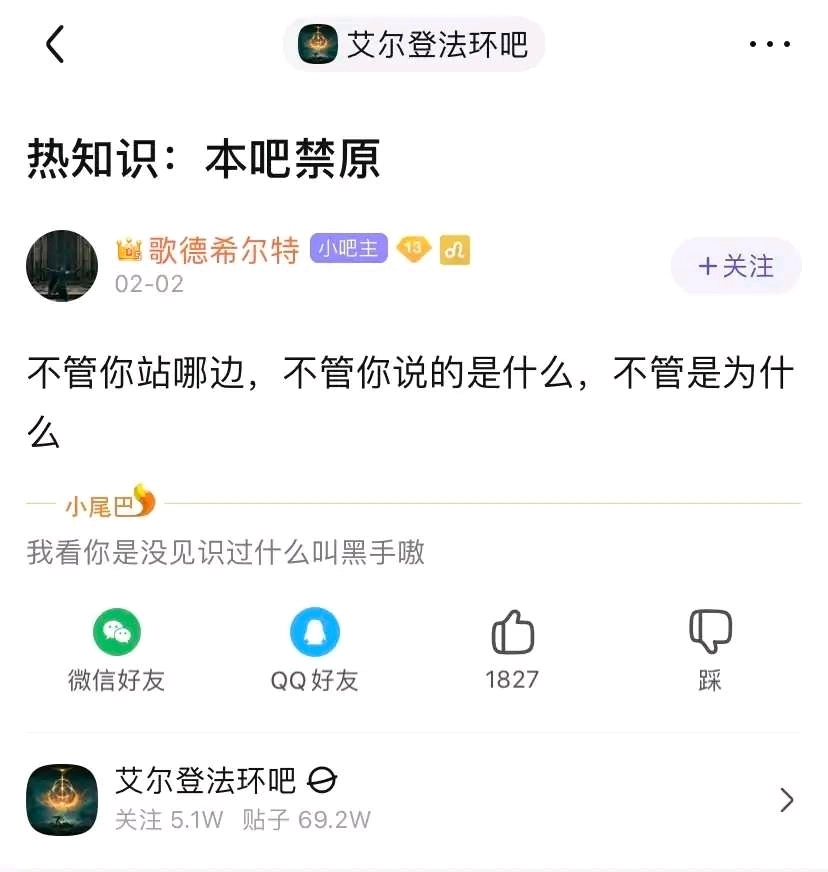 艾尔登法环吧
热知识：本吧禁原
歌德希尔特 小吧主 13
02-02
+关注
不管你站哪边，不管你说的是什么，不管是为什
么
小尾巴
我看你是没见识过什么叫黑手嗷
微信好友 QQ好友 1827 踩
艾尔登法环吧
关注 5.1W 贴子 69.2W